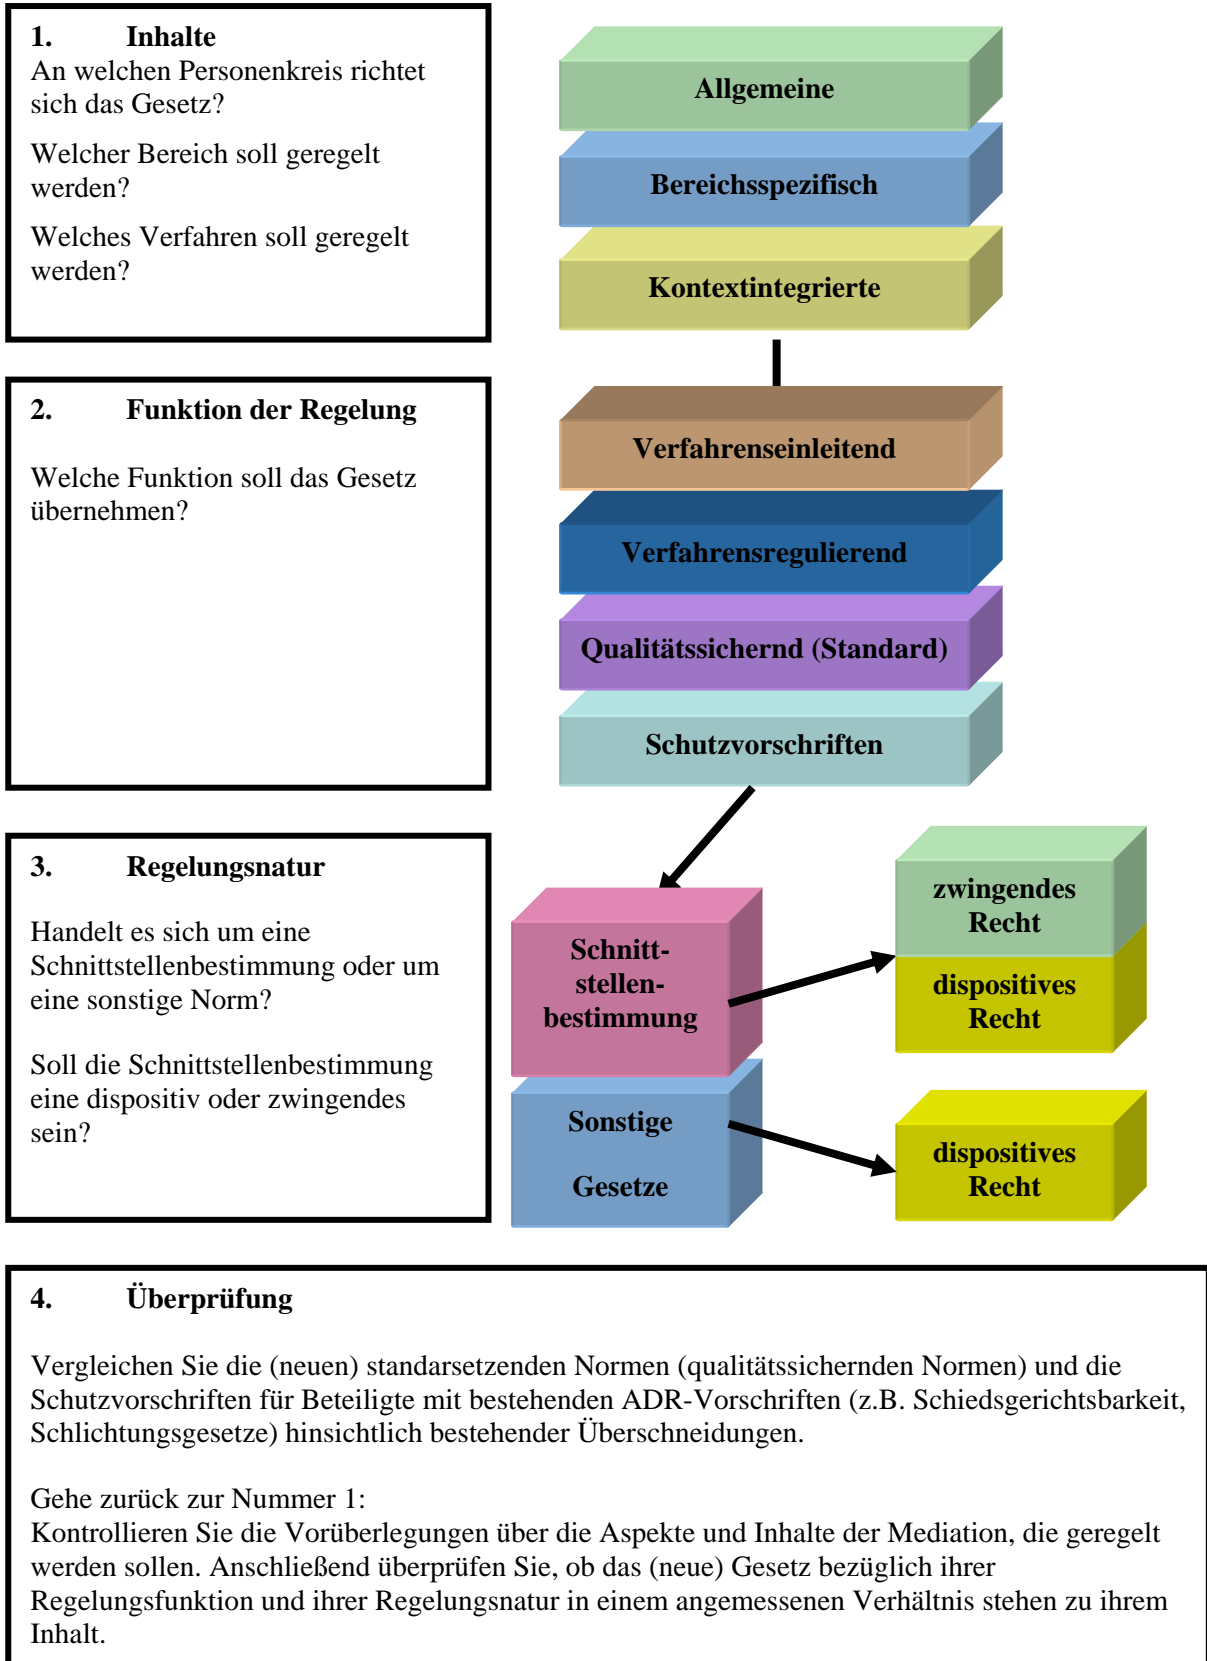 1. Inhalte
An welchen Personenkreis richtet
sich das Gesetz?
Welcher Bereich soll geregelt
werden?
Welches Verfahren soll geregelt
werden?
Allgemeine
Bereichsspezifisch
Kontextintegrierte
2. Funktion der Regelung
Welche Funktion soll das Gesetz
übernehmen?
Verfahrenseinleitend
Verfahrensregulierend
Qualitätssichernd (Standard)
Schutzvorschriften
3. Regelungsnatur
Handelt es sich um eine
Schnittstellenbestimmung oder um
eine sonstige Norm?
Soll die Schnittstellenbestimmung
eine dispositiv oder zwingendes
sein?
Schnitt-
stellen-
bestimmung
Sonstige
Gesetze
zwingendes
Recht
dispositives
Recht
dispositives
Recht
4. Überprüfung
Vergleichen Sie die (neuen) standarsetzenden Normen (qualitätssichernden Normen) und die
Schutzvorschriften für Beteiligte mit bestehenden ADR-Vorschriften (z.B. Schiedsgerichtsbarkeit,
Schlichtungsgesetze) hinsichtlich bestehender Überschneidungen.
Gehe zurück zur Nummer 1:
Kontrollieren Sie die Vorüberlegungen über die Aspekte und Inhalte der Mediation, die geregelt
werden sollen. Anschließend überprüfen Sie, ob das (neue) Gesetz bezüglich ihrer
Regelungsfunktion und ihrer Regelungsnatur in einem angemessenen Verhältnis stehen zu ihrem
Inhalt.